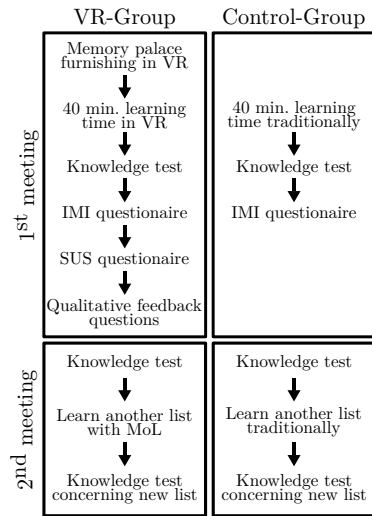 VR-Group
Control-Group
1st meeting
Memory palace
furnishing in VR
40 min. learning
time in VR
Knowledge test
IMI questionaire
SUS questionaire
Qualitative feedback
questions
40 min. learning
time traditionally
Knowledge test
IMI questionaire
2nd meeting
Knowledge test
Learn another list
with MoL
Knowledge test
concerning new list
Knowledge test
Learn another list
traditionally
Knowledge test
concerning new list